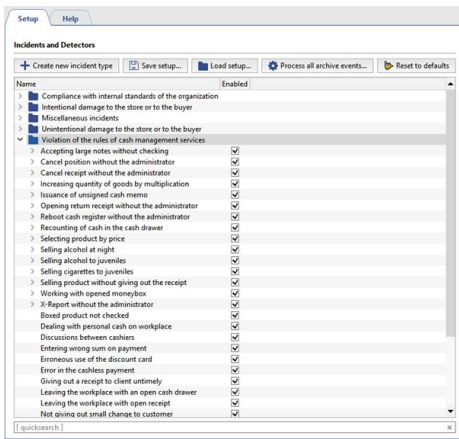 Setup
Help
Incidents and Detectors
Create new incident type
Save setup...
Load setup...
Process all archive events...
Reset to defaults
Name
Enabled
Compliance with internal standards of the organization
Intentional damage to the store or to the buyer
Miscellaneous incidents
Unintentional damage to the store or to the buyer
Violation of the rules of cash management services
Accepting large notes without checking
Cancel position without the administrator
Cancel receipt without the administrator
Increasing quantity of goods by multiplication
Issuance of unsigned cash memo
Opening return receipt without the administrator
Reboot cash register without the administrator
Recounting of cash in the cash drawer
Selecting product by price
Selling alcohol at night
Selling alcohol to juveniles
Selling cigarettes to juveniles
Selling product without giving out the receipt
Working with opened moneybox
X-Report without the administrator
Boxed product not checked
Dealing with personal cash on workplace
Discussions between cashiers
Entering wrong sum on payment
Erroneous use of the discount card
Error in the cashless payment
Giving out a receipt to client untimely
Leaving the workplace with an open cash drawer
Leaving the workplace with open receipt
Not giving out small change to customer
[ quicksearch ]